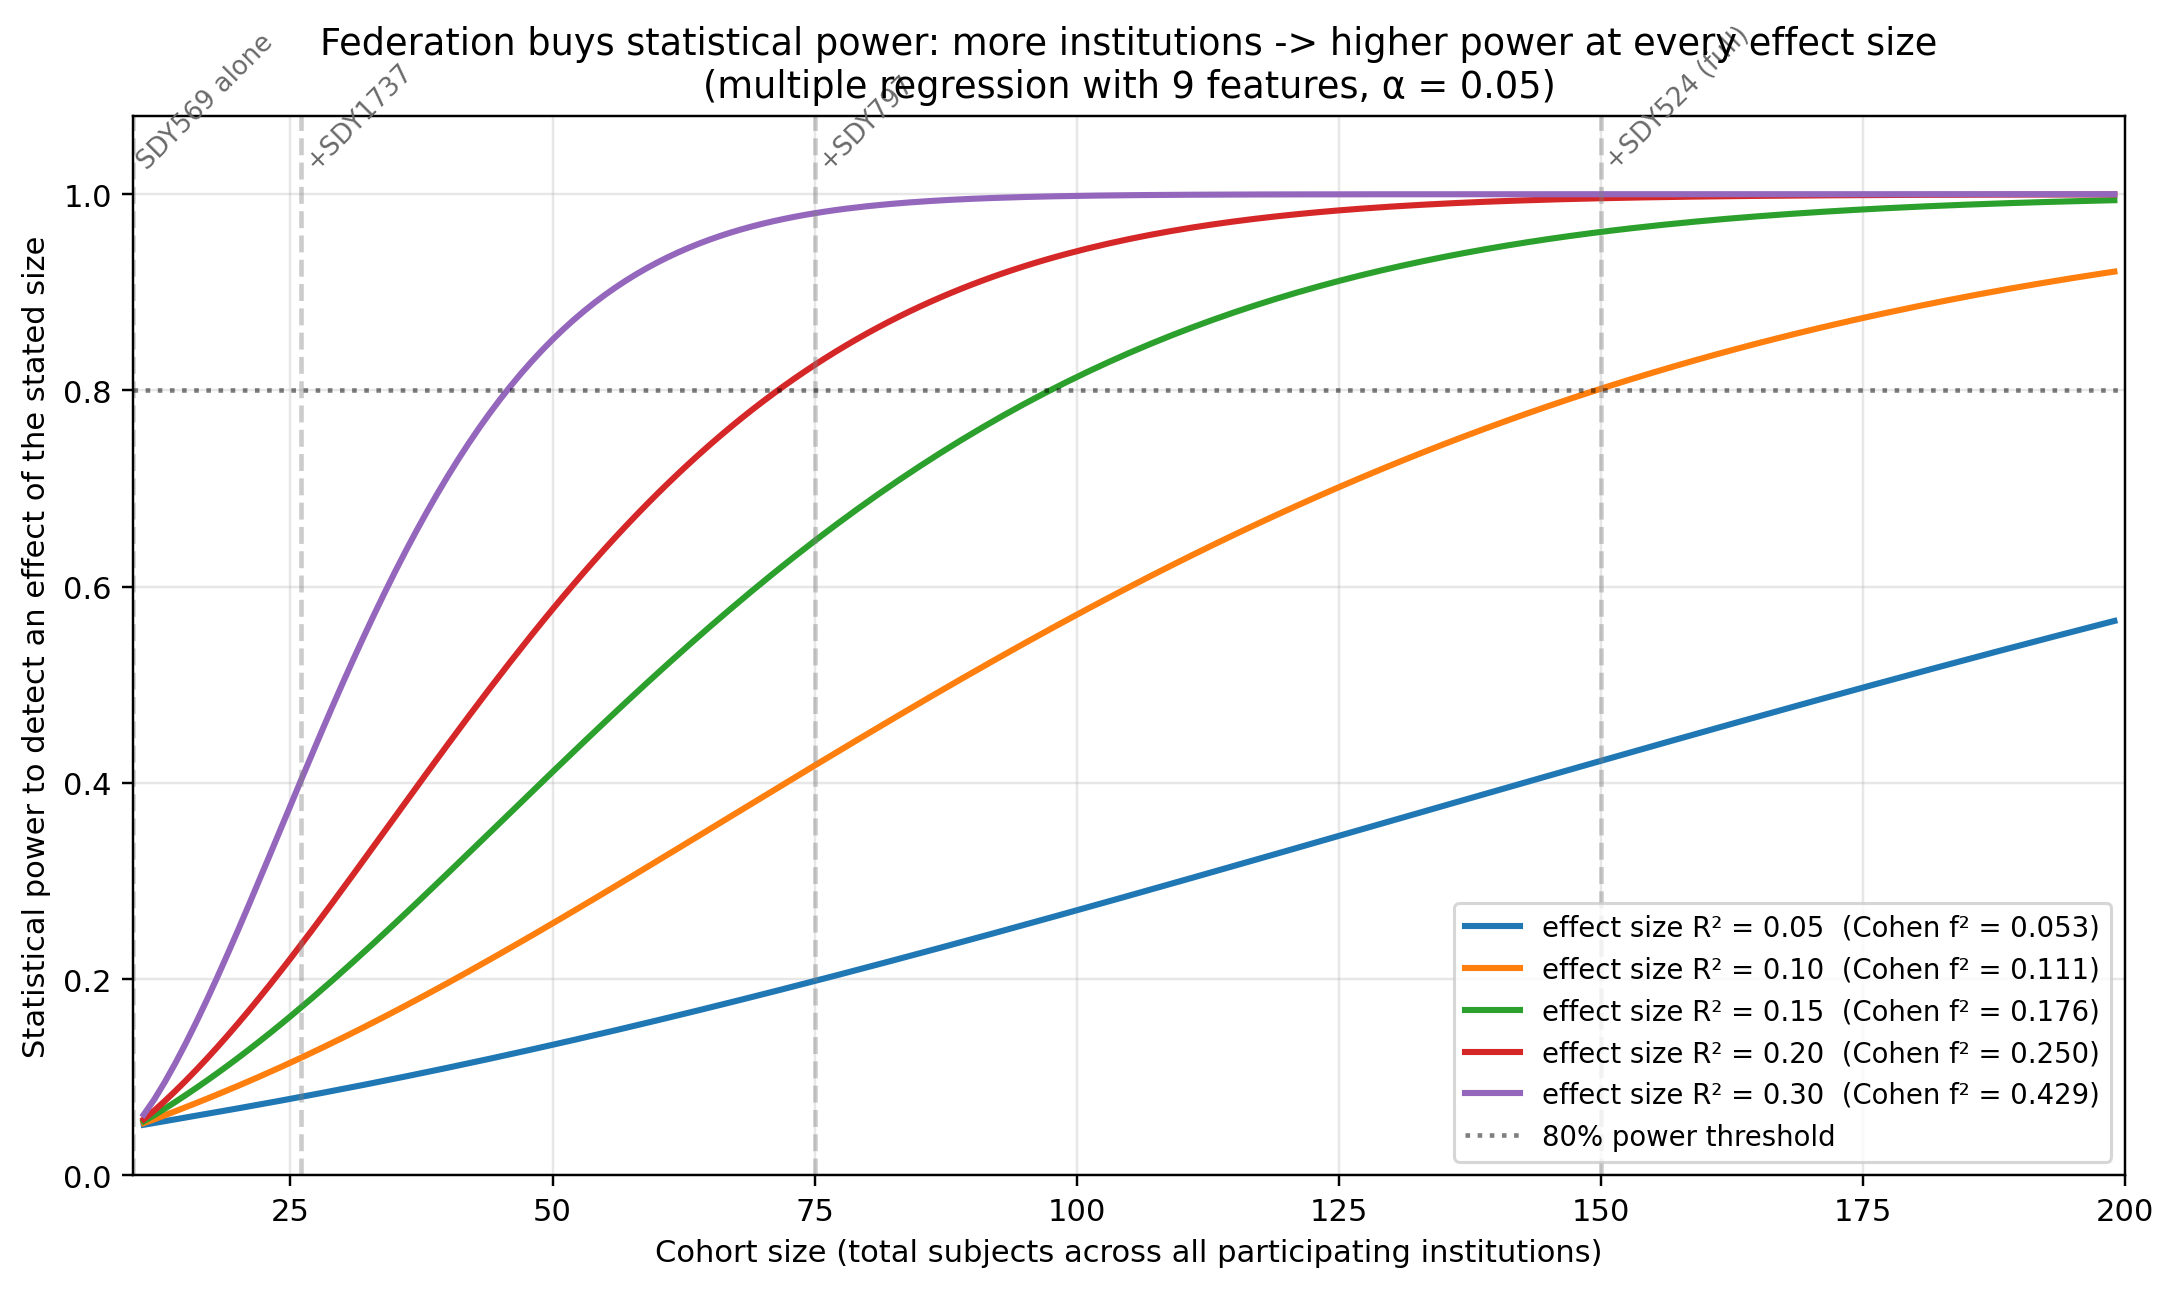 Federation buys statistical power: more institutions -> higher power at every effect size
(multiple regression with 9 features, α = 0.05)
SDY569 alone
+SDY1737
+SDY797
+SDY524 (full)
Statistical power to detect an effect of the stated size
1.0
0.8
0.6
0.4
0.2
0.0
effect size R² = 0.05 (Cohen f² = 0.053)
effect size R² = 0.10 (Cohen f² = 0.111)
effect size R² = 0.15 (Cohen f² = 0.176)
effect size R² = 0.20 (Cohen f² = 0.250)
effect size R² = 0.30 (Cohen f² = 0.429)
80% power threshold
25 50 75 100 125 150 175 200
Cohort size (total subjects across all participating institutions)